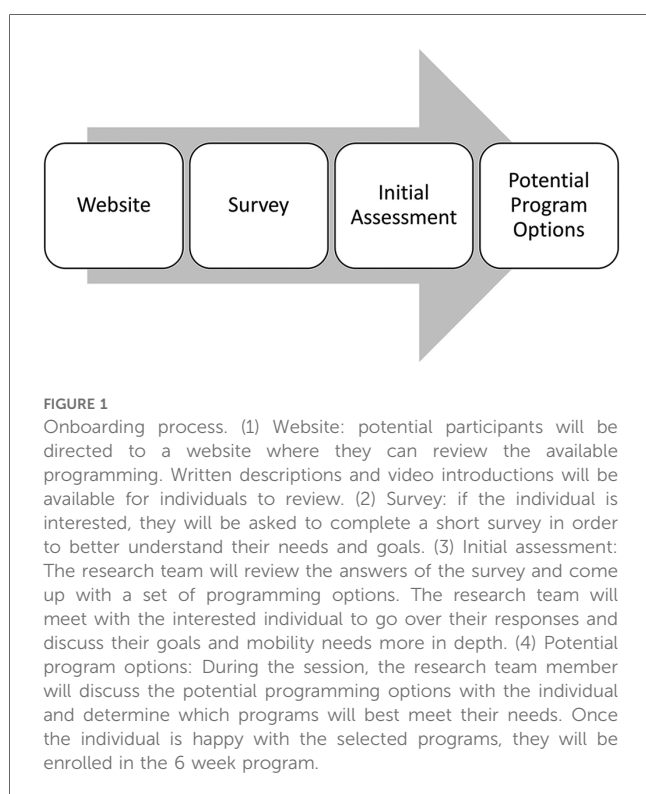 Website
Survey
Initial
Assessment
Potential
Program
Options
FIGURE 1
Onboarding process. (1) Website: potential participants will be
directed to a website where they can review the available
programming. Written descriptions and video introductions will be
available for individuals to review. (2) Survey: if the individual is
interested, they will be asked to complete a short survey in order
to better understand their needs and goals. (3) Initial assessment:
The research team will review the answers of the survey and come
up with a set of programming options. The research team will
meet with the interested individual to go over their responses and
discuss their goals and mobility needs more in depth. (4) Potential
program options: During the session, the research team member
will discuss the potential programming options with the individual
and determine which programs will best meet their needs. Once
the individual is happy with the selected programs, they will be
enrolled in the 6 week program.